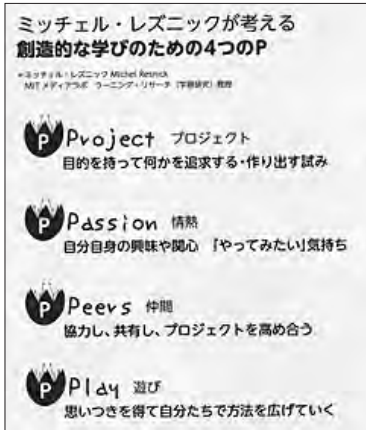 ミッチェル・レズニックが考える
創造的な学びのための4つのP
*ミッチェル・レズニック Michel Resnick
MIT メディアラボ ラーニング・リサーチ(学習研究)教授
P Project プロジェクト
目的を持って何かを追求する・作り出す試み
P Passion 情熱
自分自身の興味や関心 「やってみたい」気持ち
P Peers 仲間
協力し、共有し、プロジェクトを高め合う
P Play 遊び
思いつきを得て自分たちで方法を広げていく